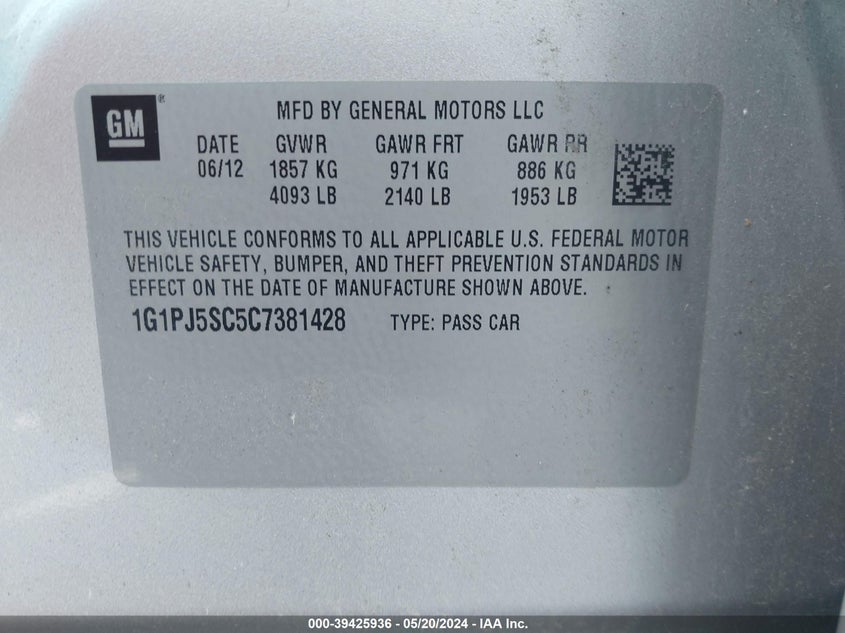 GM®
MFD BY GENERAL MOTORS LLC
DATE GVWR GAWR FRT GAWR RR
06/12 1857 KG 971 KG 886 KG
4093 LB 2140 LB 1953 LB
THIS VEHICLE CONFORMS TO ALL APPLICABLE U.S. FEDERAL MOTOR
VEHICLE SAFETY, BUMPER, AND THEFT PREVENTION STANDARDS IN
EFFECT ON THE DATE OF MANUFACTURE SHOWN ABOVE.
1G1PJ5SC5C7381428 TYPE: PASS CAR
000-39425936 - 05/20/2024 - IAA Inc.